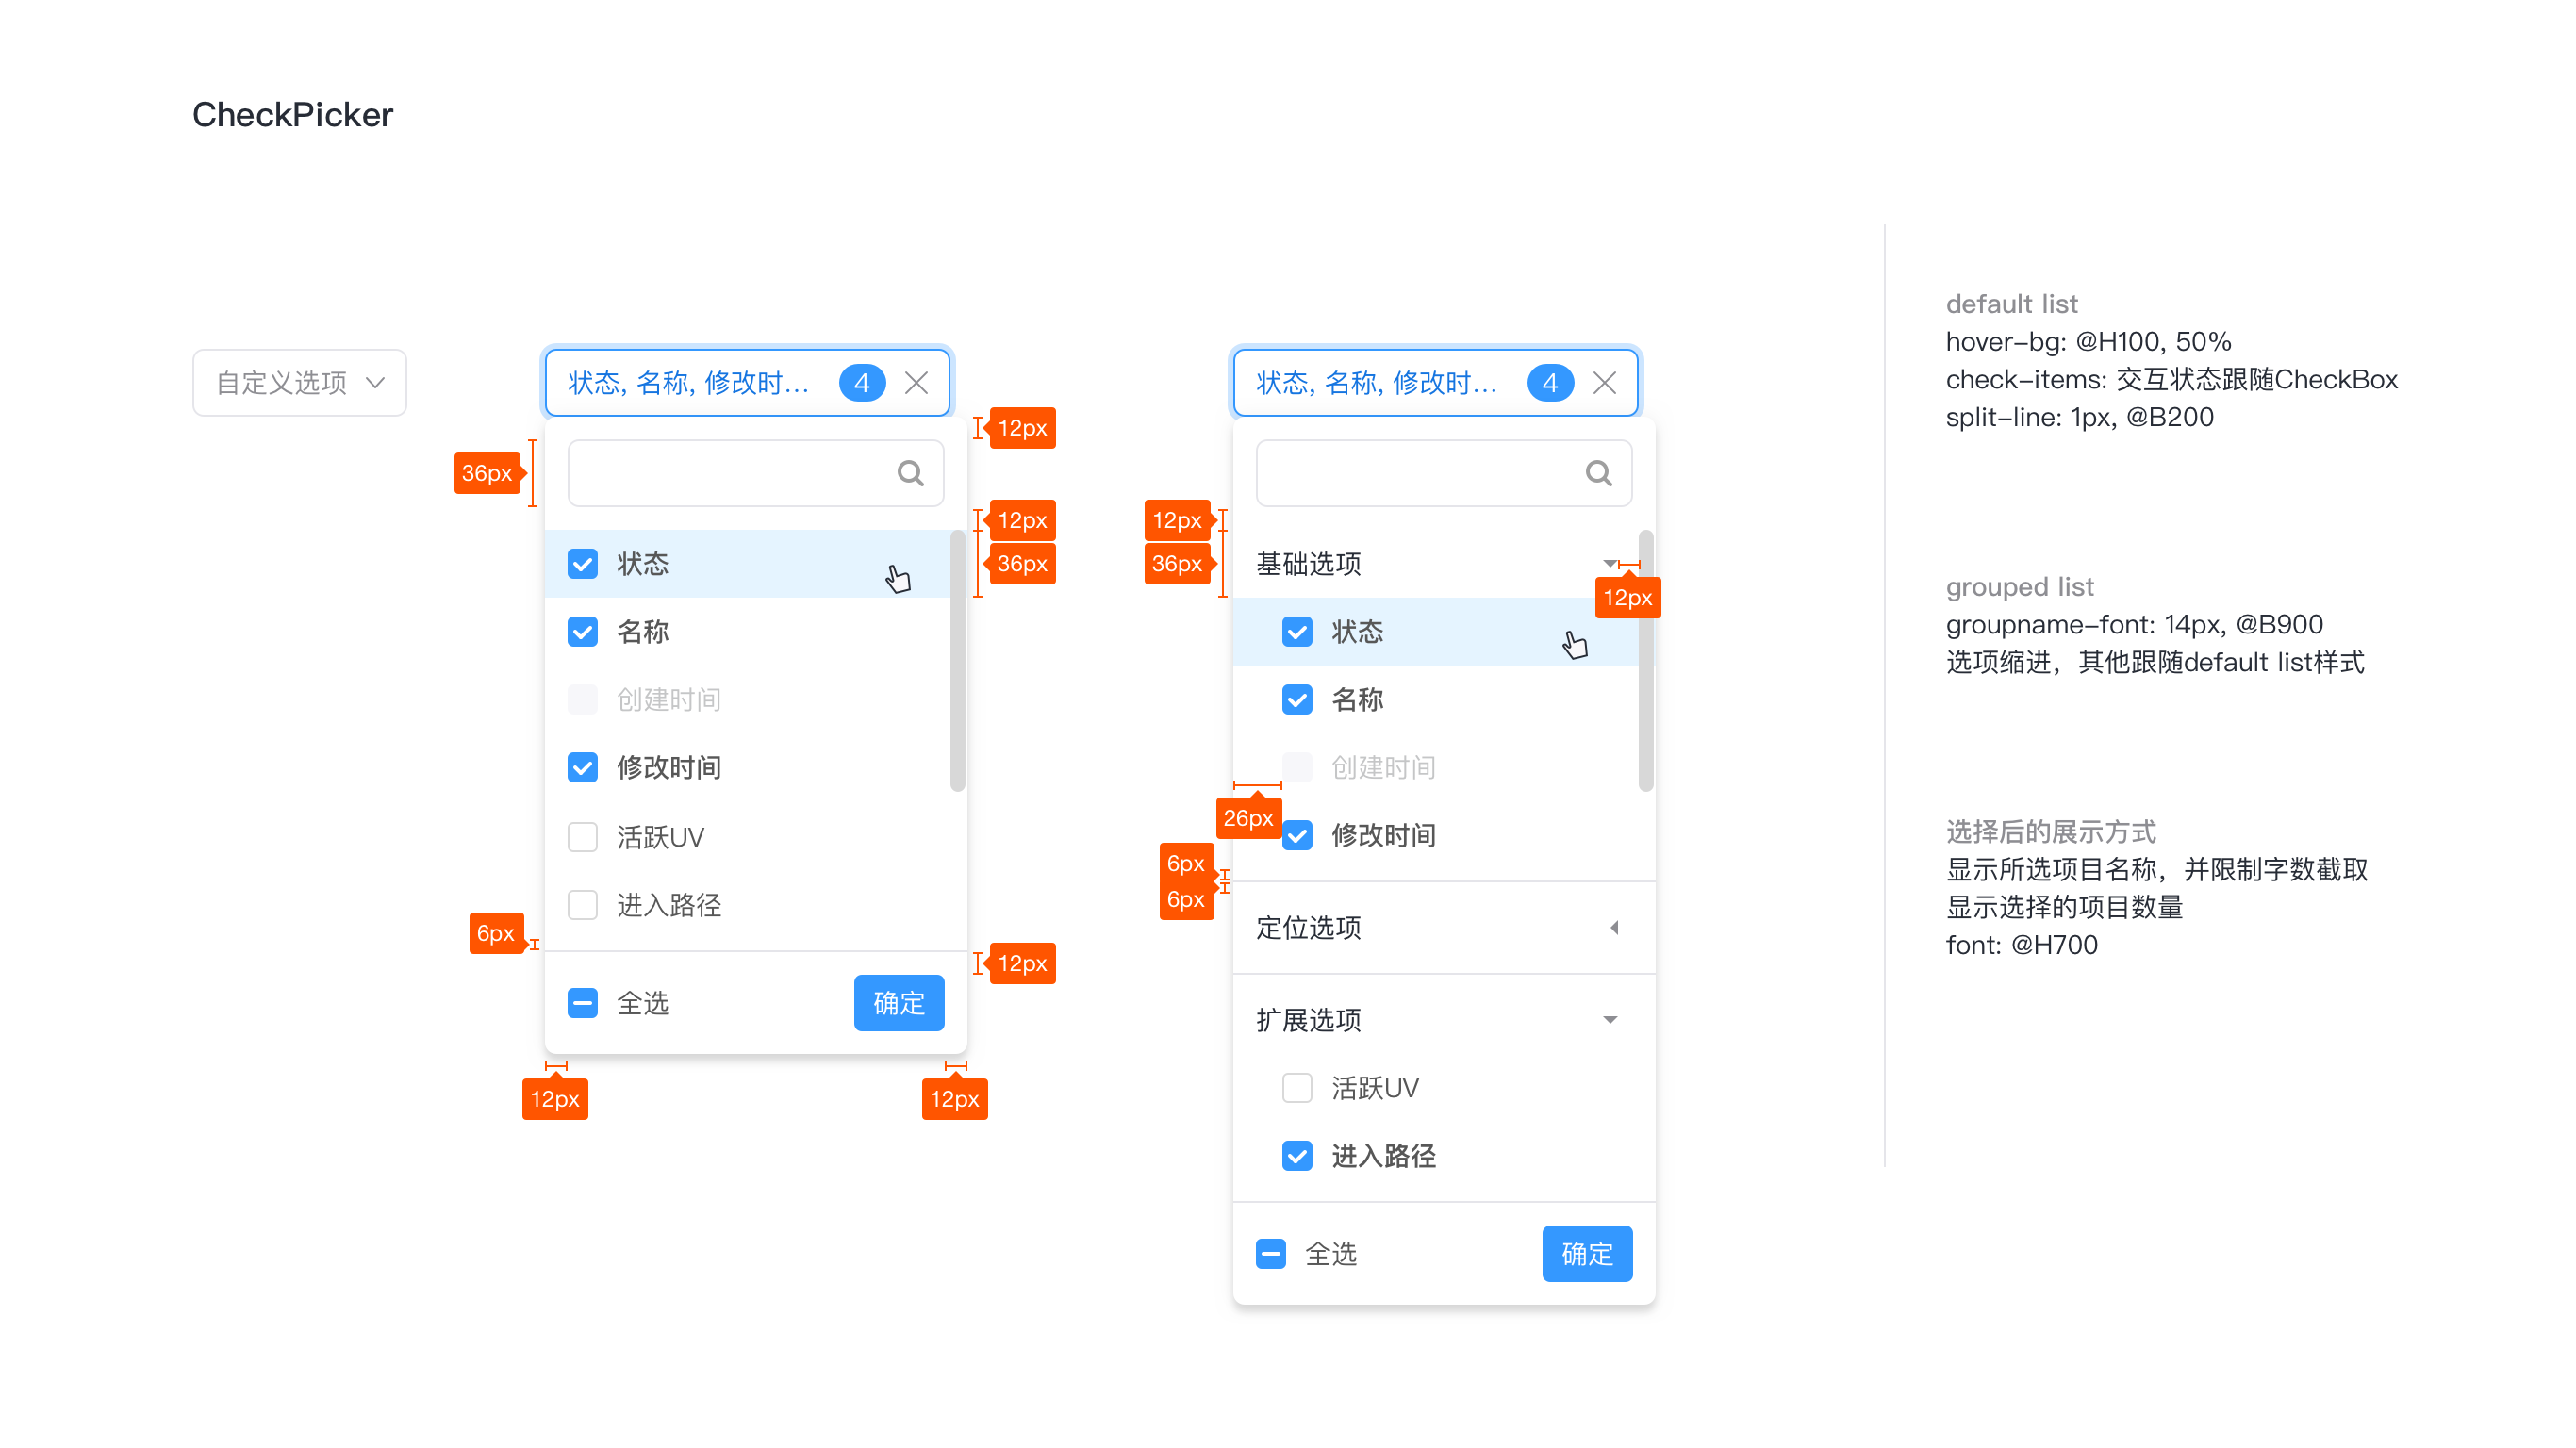 CheckPicker
自定义选项
状态, 名称, 修改时... 4
12px
36px
12px
36px
状态
名称
创建时间
修改时间
活跃UV
进入路径
6px
12px
全选
确定
12px
12px
状态, 名称, 修改时... 4
12px
36px
基础选项
12px
状态
名称
创建时间
26px
修改时间
6px
6px
定位选项
扩展选项
活跃UV
进入路径
全选
确定
default list
hover-bg: @H100, 50%
check-items: 交互状态跟随CheckBox
split-line: 1px, @B200
grouped list
groupname-font: 14px, @B900
选项缩进，其他跟随default list样式
选择后的展示方式
显示所选项目名称，并限制字数截取
显示选择的项目数量
font: @H700